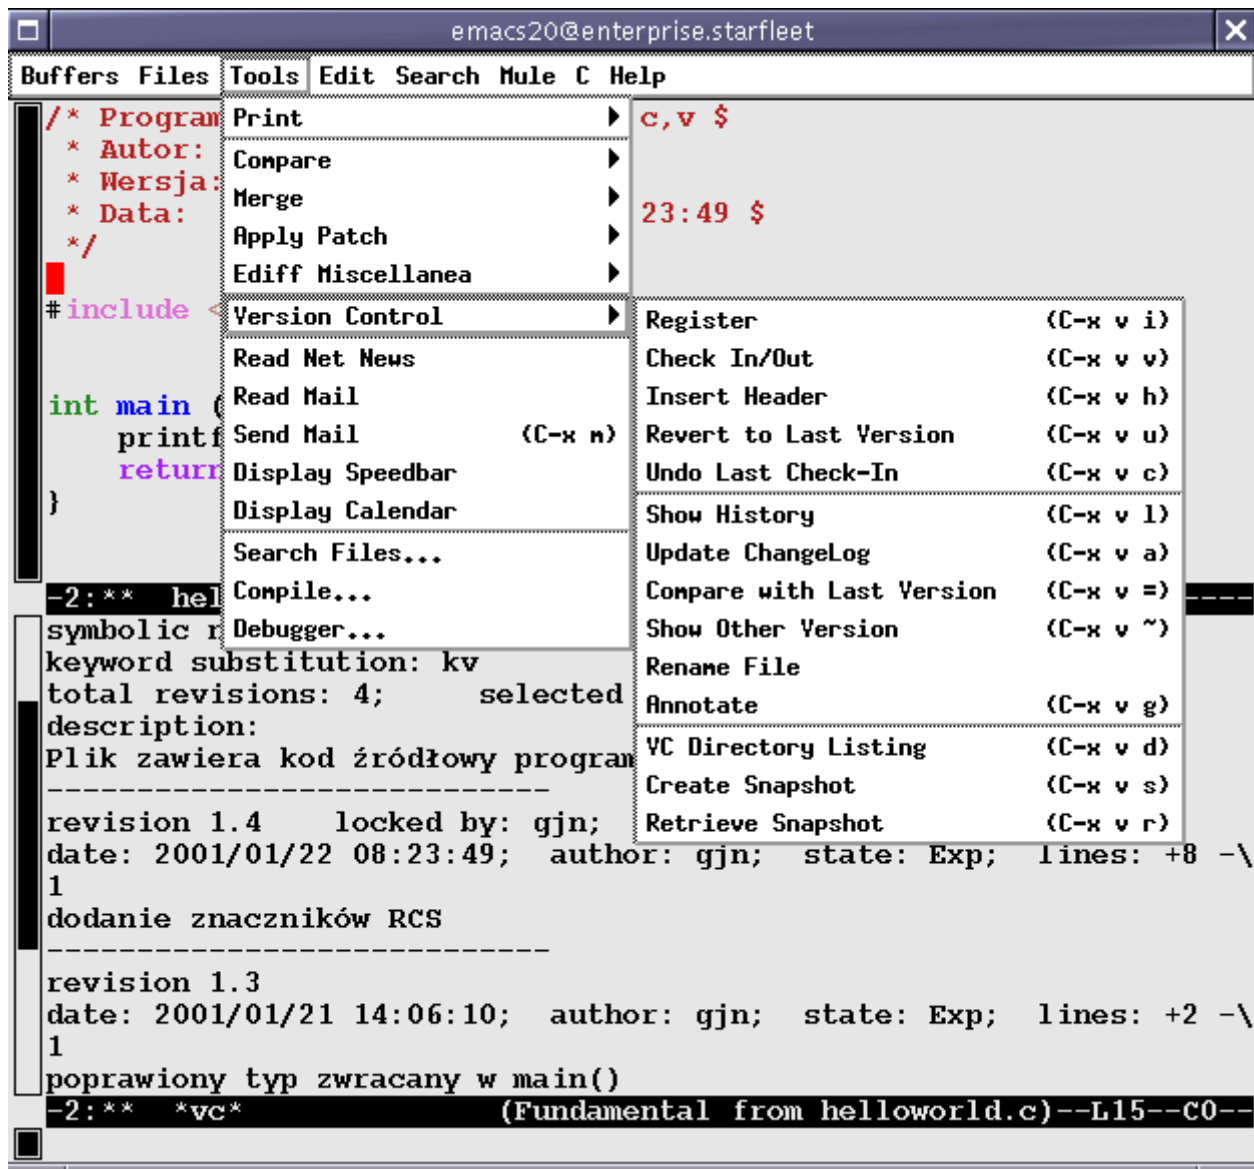 emacs20@enterprise.starfleet
Buffers Files Tools Edit Search Mule C Help
/* Program
c,v $
* Autor:
* Wersja:
* Data:
23:49 $
*/
#include <
int main (
printf
return
}
Print
Compare
Merge
Apply Patch
Ediff Miscellanea
Version Control
Read Net News
Read Mail
Send Mail (C-x m)
Display Speedbar
Display Calendar
Search Files...
Compile...
Debugger...
Register (C-x v i)
Check In/Out (C-x v v)
Insert Header (C-x v h)
Revert to Last Version (C-x v u)
Undo Last Check-In (C-x v c)
Show History (C-x v l)
Update ChangeLog (C-x v a)
Compare with Last Version (C-x v =)
Show Other Version (C-x v ~)
Rename File
Annotate (C-x v g)
VC Directory Listing (C-x v d)
Create Snapshot (C-x v s)
Retrieve Snapshot (C-x v r)
-2:** hel ----
symbolic
keyword substitution: kv
total revisions: 4; selected
description:
Plik zawiera kod źródłowy program
------------------------------
revision 1.4 locked by: gjn;
date: 2001/01/22 08:23:49; author: gjn; state: Exp; lines: +8 -\
1
dodanie znaczników RCS
------------------------------
revision 1.3
date: 2001/01/21 14:06:10; author: gjn; state: Exp; lines: +2 -\
1
poprawiony typ zwracany w main()
-2:** *vc* (Fundamental from helloworld.c)--L15--C0--